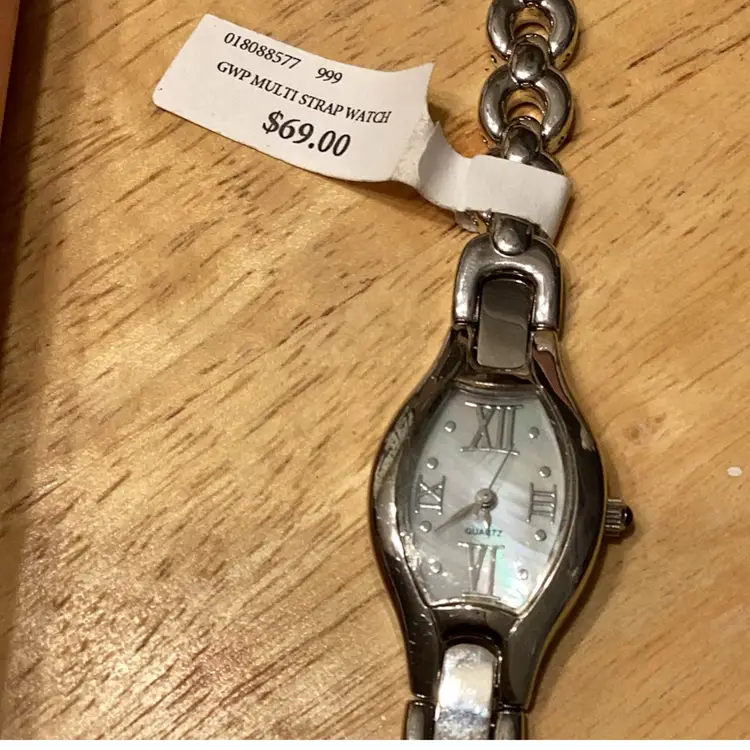 018088577 999
GWP MULTI STRAP WATCH
$69.00
XII
IX III
QUARTZ
VI